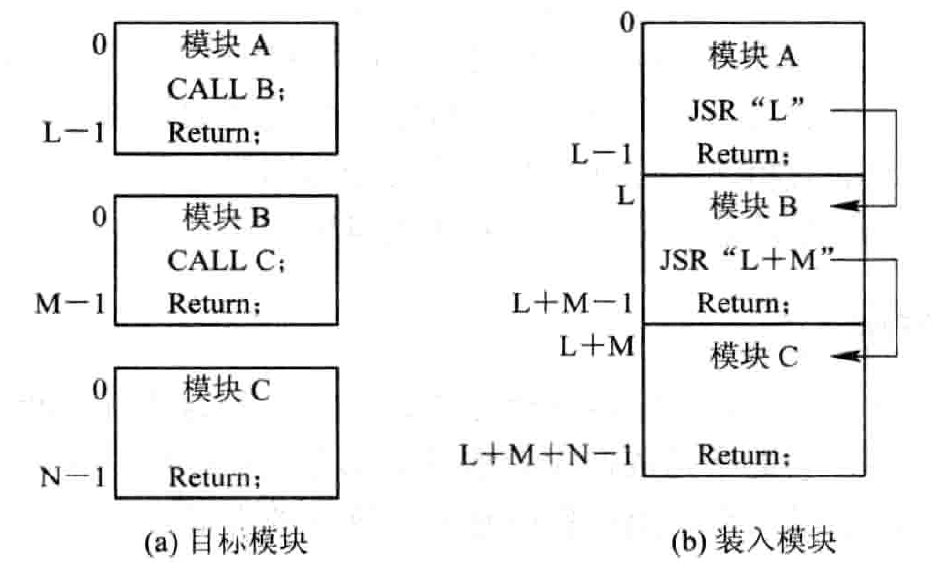 0
模块 A
CALL B;
L-1
Return;
0
模块 B
CALL C;
M-1
Return;
0
模块 C
N-1
Return;
(a) 目标模块
0
模块 A
JSR “L”
L-1
Return;
L
模块 B
JSR “L+M”
L+M-1
Return;
L+M
模块 C
L+M+N-1
Return;
(b) 装入模块